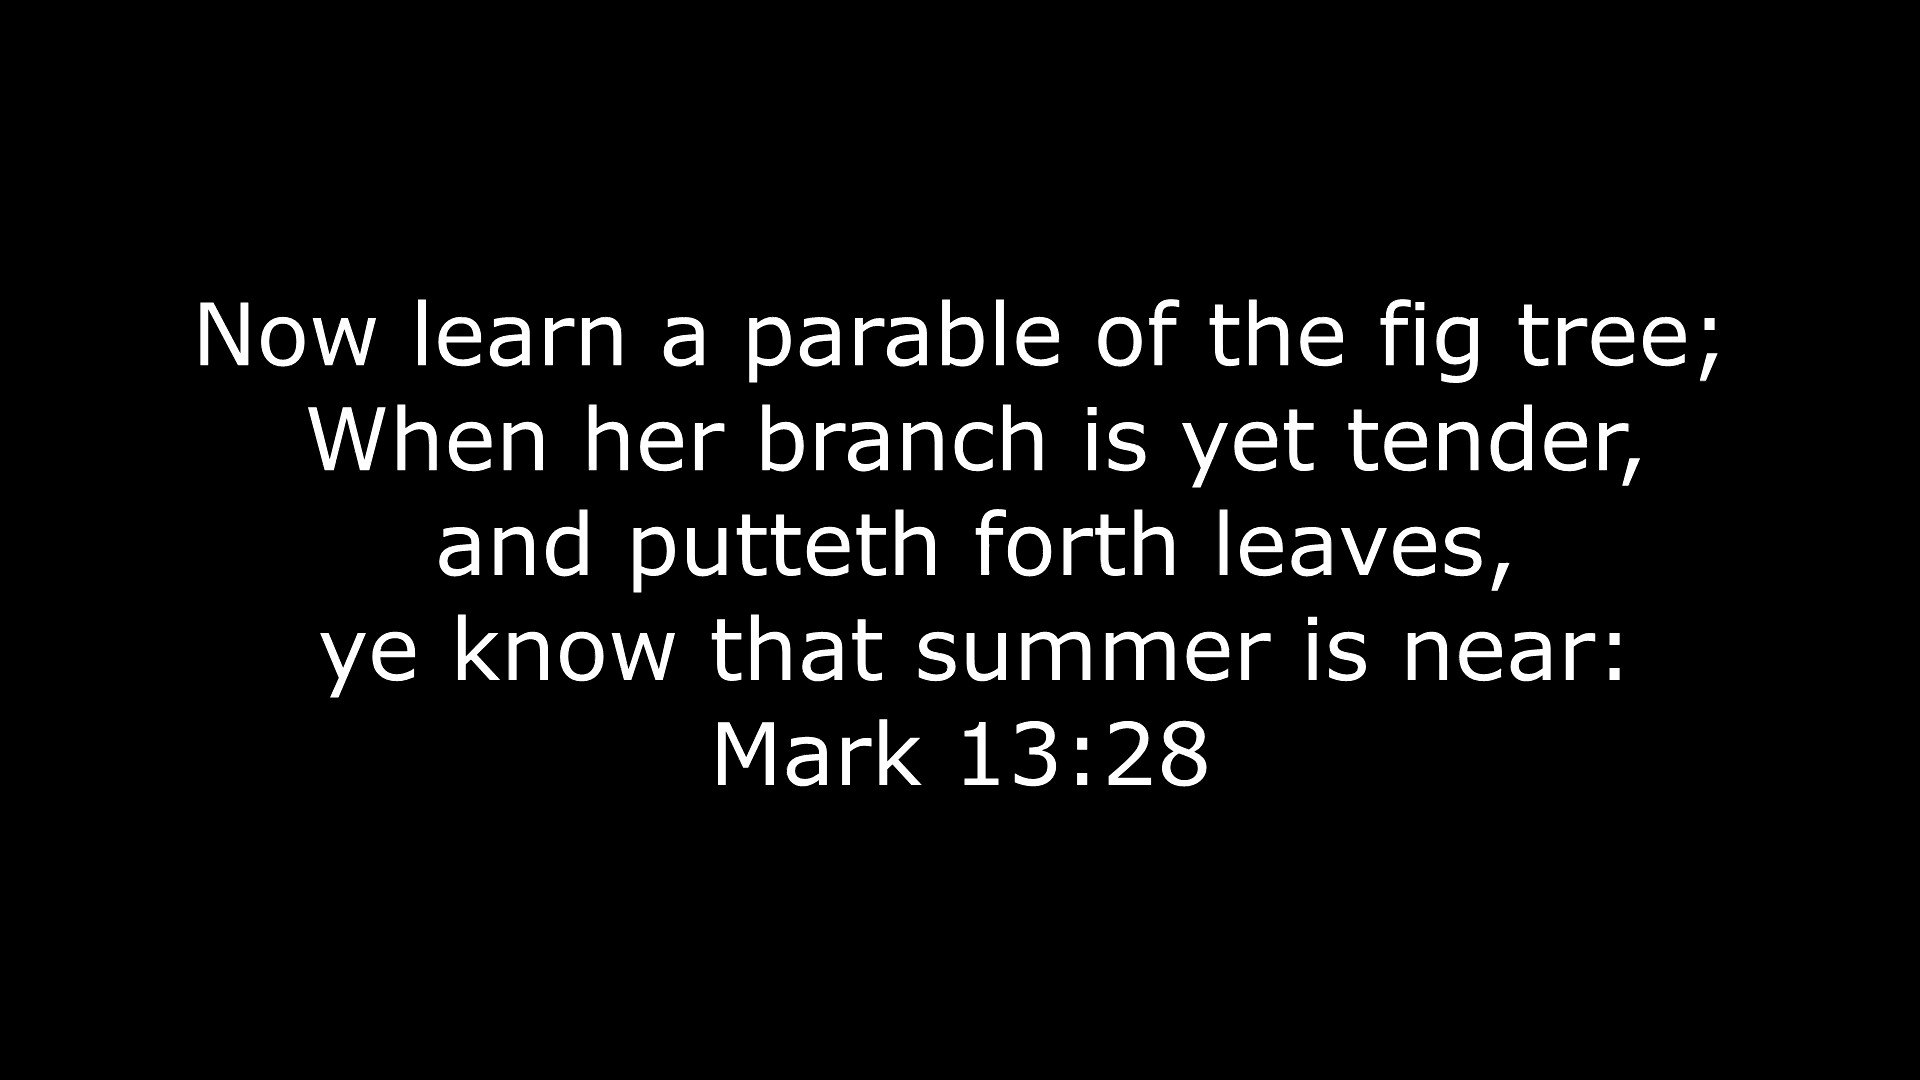 Now learn a parable of the fig tree;
When her branch is yet tender,
and putteth forth leaves,
ye know that summer is near:
Mark 13:28